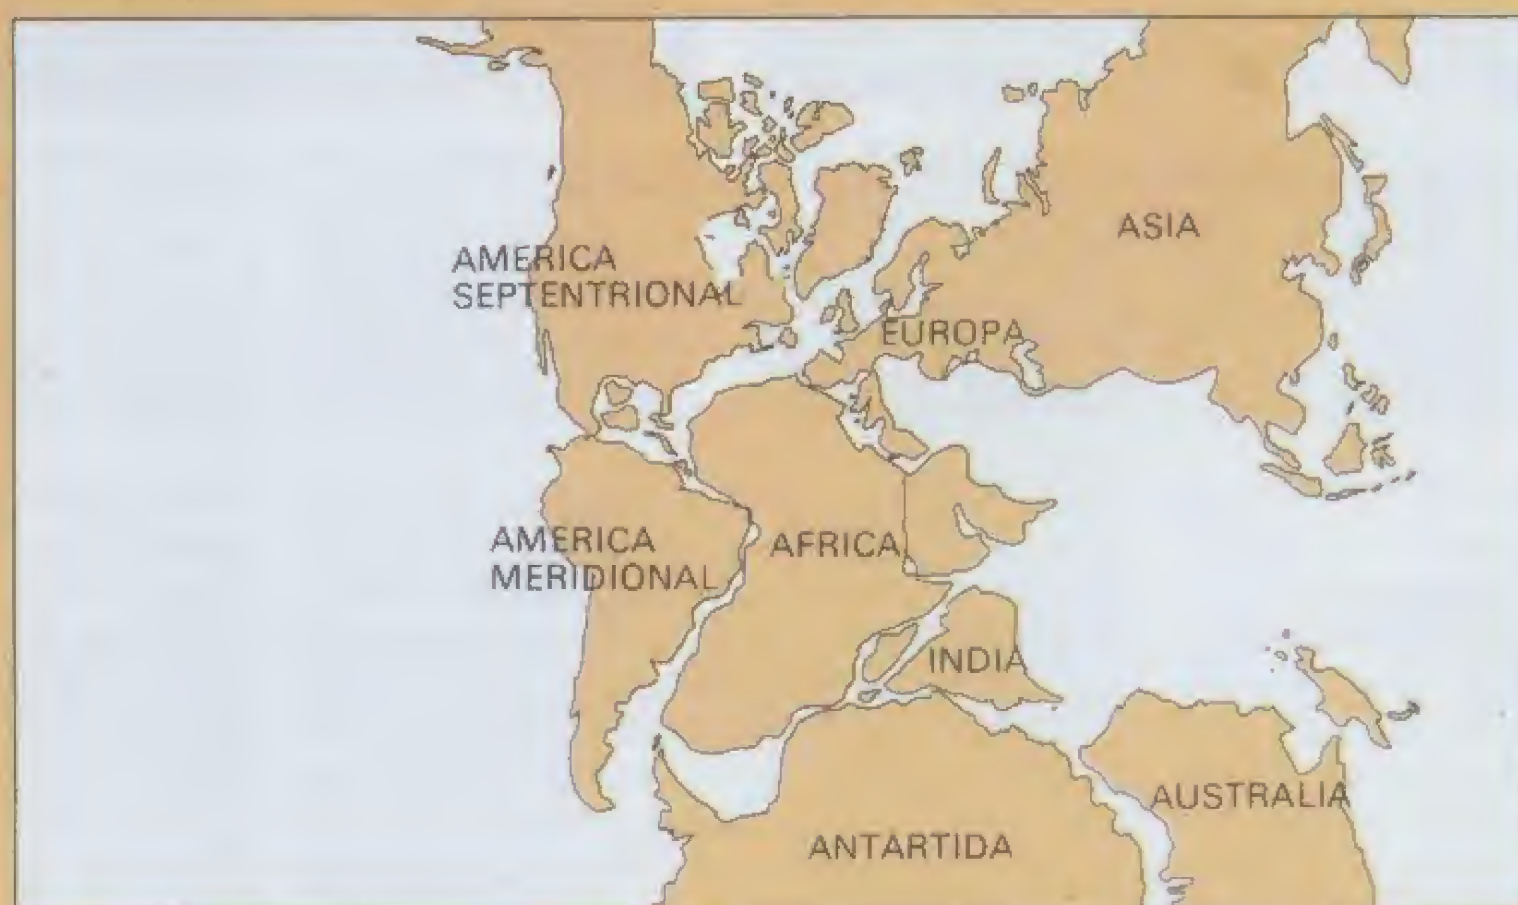 AMERICA
SEPTENTRIONAL
ASIA
EUROPA
AMERICA
MERIDIONAL
AFRICA
INDIA
AUSTRALIA
ANTARTIDA